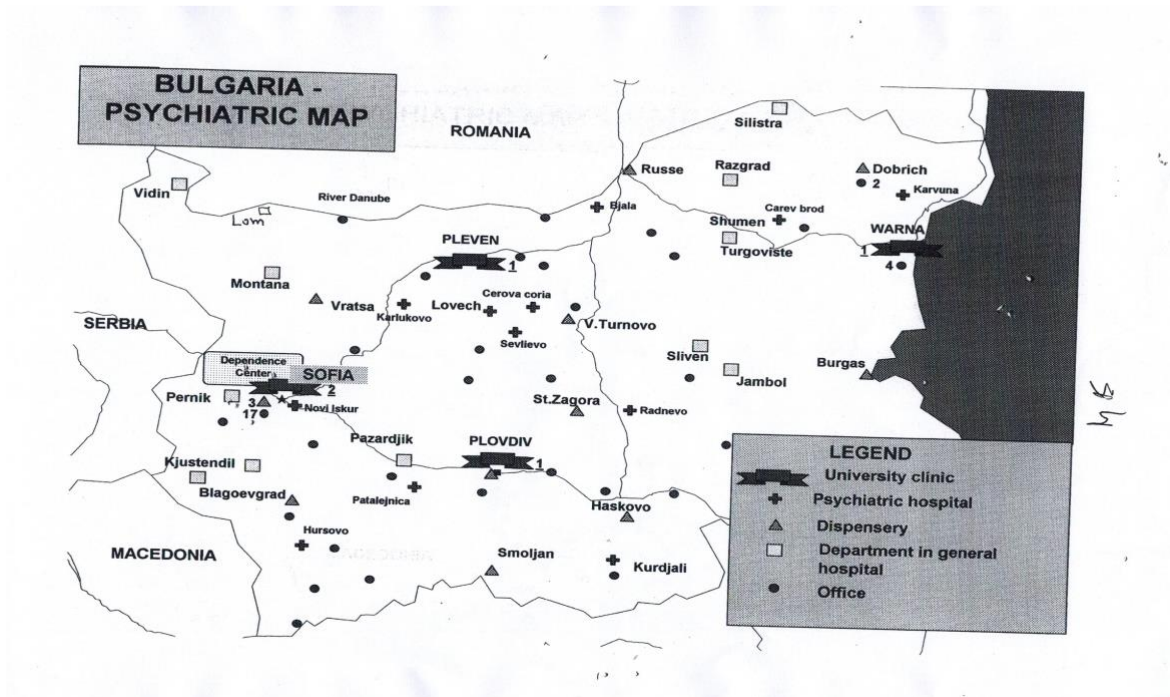 BULGARIA -
PSYCHIATRIC MAP
ROMANIA
Silistra
Vidin
River Danube
Lom
Russe
Razgrad
Dobrich
2
Karvuna
Bjala
Carev brod
Shumen
Turgoviste
WARNA
1
4
PLEVEN
1
Montana
Vratsa
Karlukovo
Lovech
Cerova coria
Sevlievo
V.Turnovo
SERBIA
Dependence
Center
SOFIA
2
3
17
Novi Iskur
Pernik
Sliven
Jambol
Burgas
St.Zagora
Radnevo
Pazardjik
PLOVDIV
1
Kjustendil
Blagoevgrad
Patalejnica
Haskovo
Hursovo
MACEDONIA
Smoljan
Kurdjali
LEGEND
University clinic
Psychiatric hospital
Dispensery
Department in general
hospital
Office